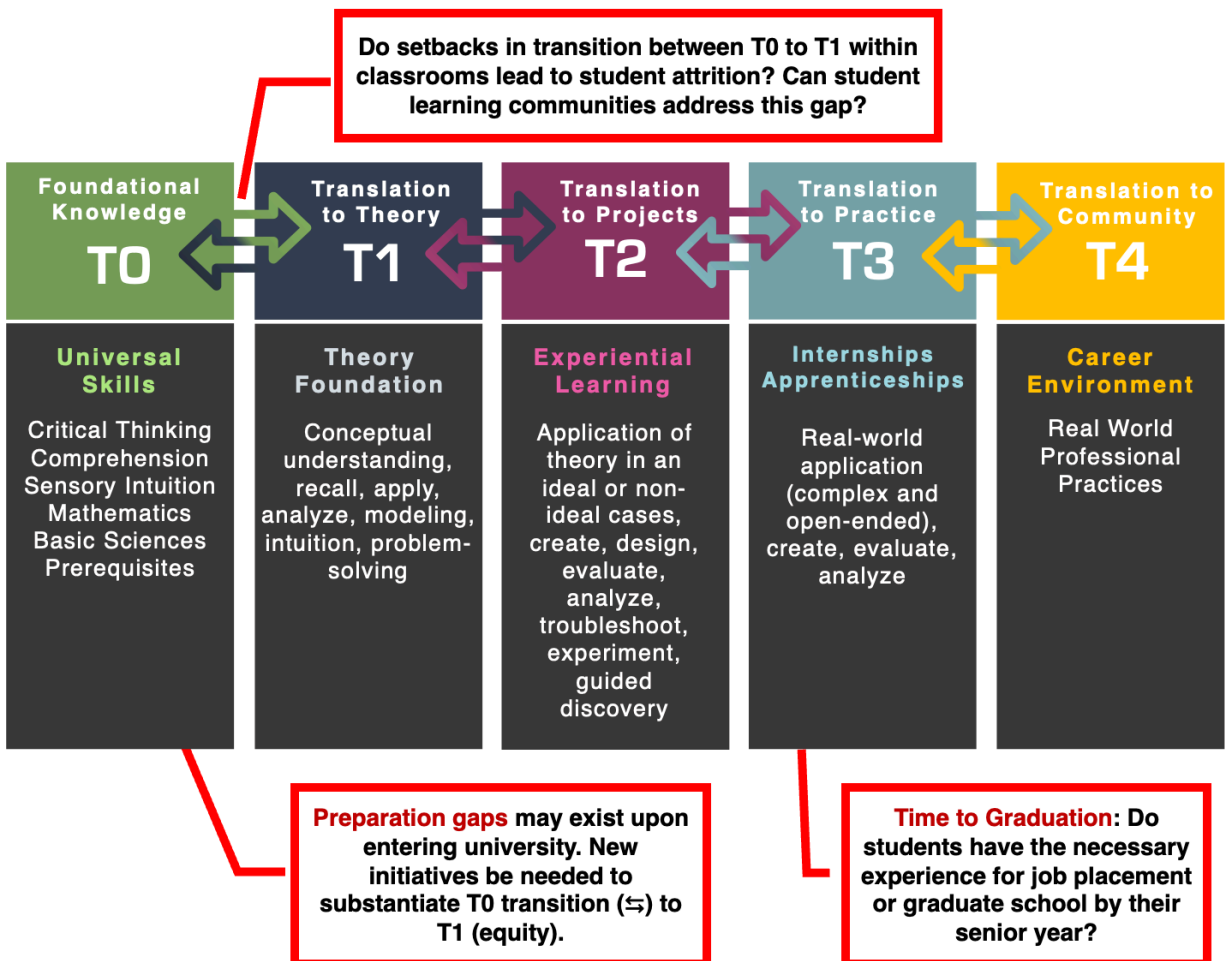 Do setbacks in transition between T0 to T1 within
classrooms lead to student attrition? Can student
learning communities address this gap?
Foundational
Knowledge
T0
Translation
to Theory
T1
Translation
to Projects
T2
Translation
to Practice
T3
Translation to
Community
T4
Universal
Skills
Critical Thinking
Comprehension
Sensory Intuition
Mathematics
Basic Sciences
Prerequisites
Theory
Foundation
Conceptual
understanding,
recall, apply,
analyze, modeling,
intuition, problem-
solving
Experiential
Learning
Application of
theory in an
ideal or non-
ideal cases,
create, design,
evaluate,
analyze,
troubleshoot,
experiment,
guided
discovery
Internships
Apprenticeships
Real-world
application
(complex and
open-ended),
create, evaluate,
analyze
Career
Environment
Real World
Professional
Practices
Preparation gaps may exist upon
entering university. New
initiatives be needed to
substantiate T0 transition (⇆) to
T1 (equity).
Time to Graduation: Do
students have the necessary
experience for job placement
or graduate school by their
senior year?